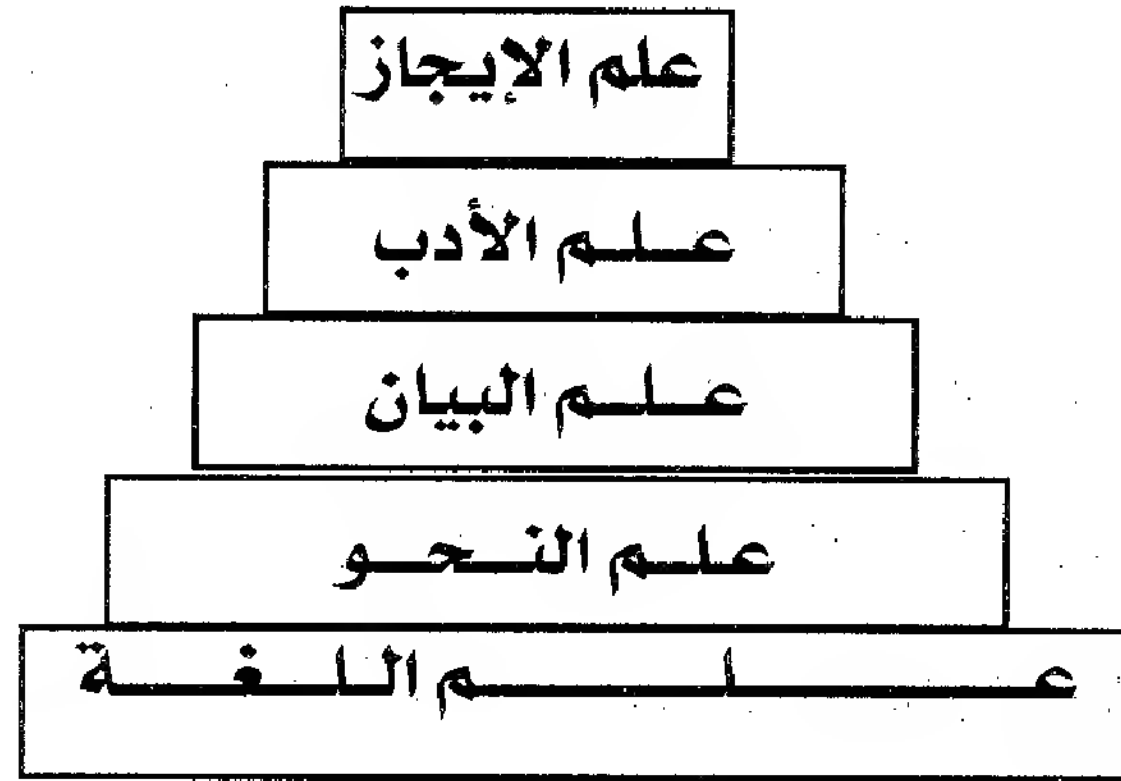 علم الإيجاز
علم الأدب
علم البيان
علم النحو
علم اللغة